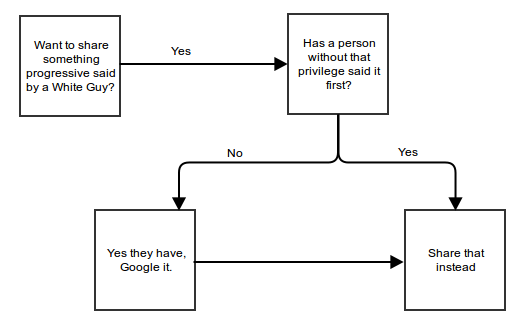 Want to share
something
progressive said
by a White Guy?
Yes
Has a person
without that
privilege said it
first?
No
Yes
Yes they have,
Google it.
Share that
instead